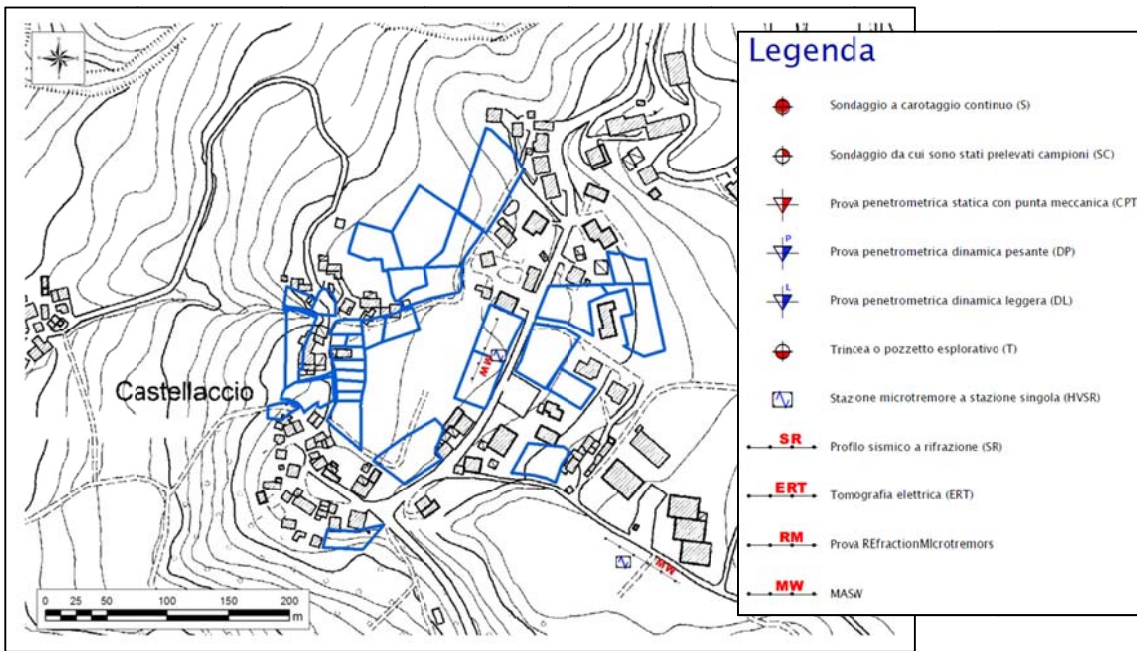 Castellaccio
MW
MW
0 50 100 150 200
m
Legenda
Sondaggio a carotaggio continuo (S)
Sondaggio da cui sono stati prelevati campioni (SC)
Prova penetrometrica statica con punta meccanica (CPT
P
Prova penetrometrica dinamica pesante (DP)
L
Prova penetrometrica dinamica leggera (DL)
Trincea o pozzetto esplorativo (T)
Stazone microtremore a stazione singola (HVSR)
SR
Profilo sismico a rifrazione (SR)
ERT
Tomografia elettrica (ERT)
RM
Prova REfractionMIcrotremors
MW
MASW